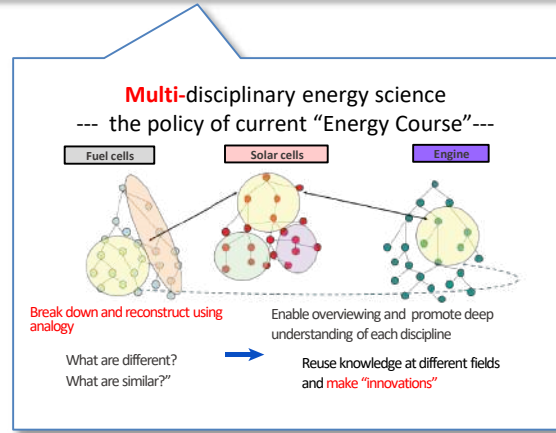 Multi-disciplinary energy science
--- the policy of current “Energy Course”---
Fuel cells
Solar cells
Engine
Break down and reconstruct using
analogy
What are different?
What are similar?”
Enable overviewing and promote deep
understanding of each discipline
Reuse knowledge at different fields
and make “innovations”